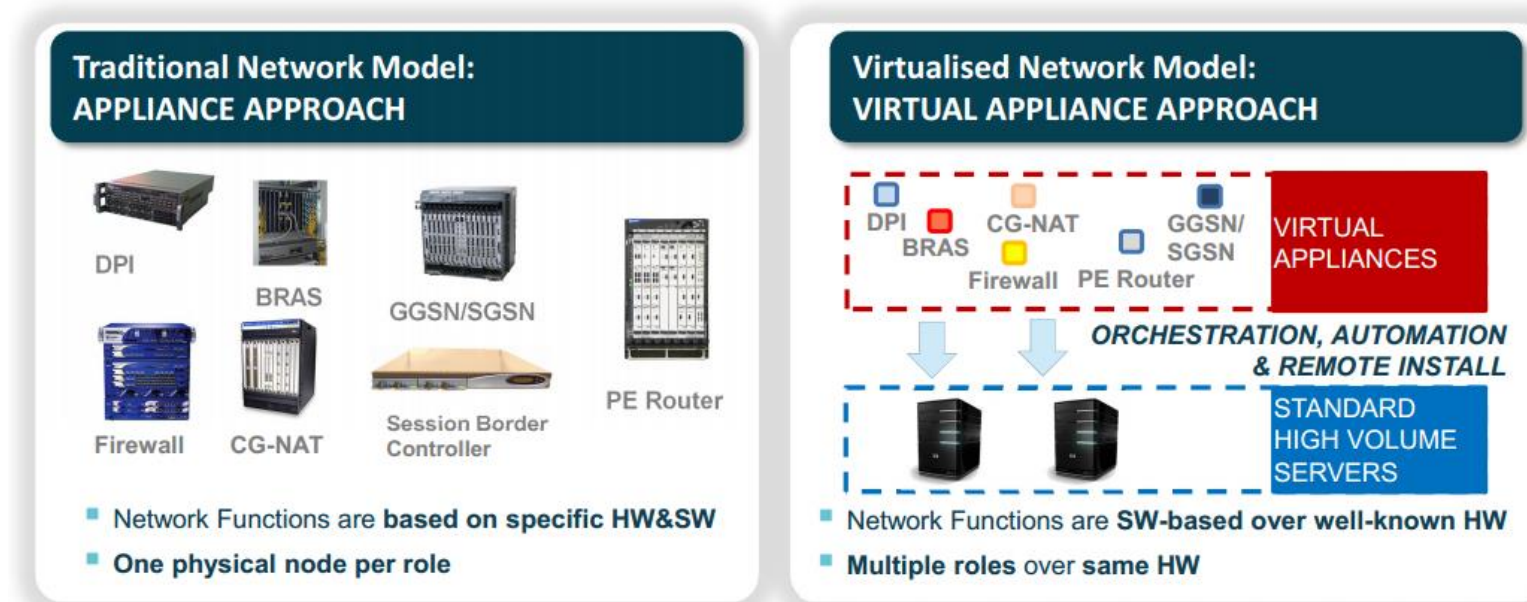 Traditional Network Model:
APPLIANCE APPROACH
DPI
BRAS
GGSN/SGSN
PE Router
Firewall
CG-NAT
Session Border
Controller
Network Functions are based on specific HW&SW
One physical node per role
Virtualised Network Model:
VIRTUAL APPLIANCE APPROACH
DPI
BRAS
CG-NAT
Firewall
PE Router
GGSN/
SGSN
VIRTUAL
APPLIANCES
ORCHESTRATION, AUTOMATION
& REMOTE INSTALL
STANDARD
HIGH VOLUME
SERVERS
Network Functions are SW-based over well-known HW
Multiple roles over same HW